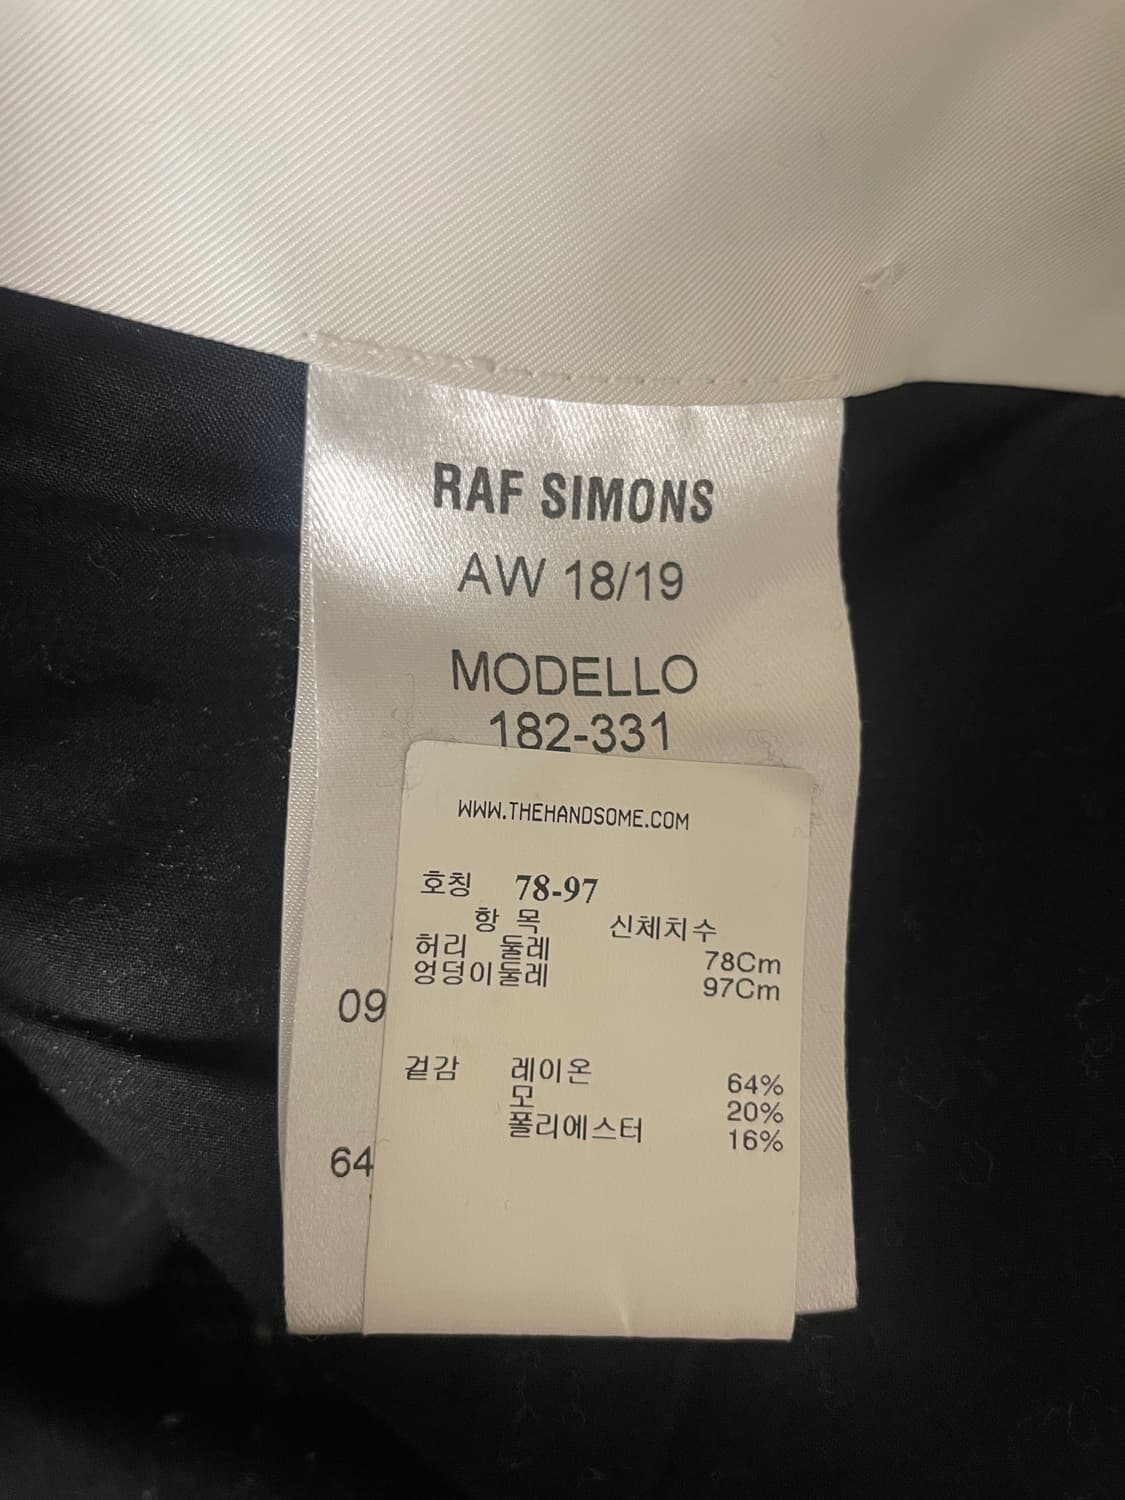 RAF SIMONS
AW 18/19
MODELLO
182-331
WWW.THEHANDSOME.COM
호칭 78-97
항 목 신체치수
허리 둘레 78Cm
엉덩이둘레 97Cm
09
겉감 레이온 64%
모 20%
폴리에스터 16%
64